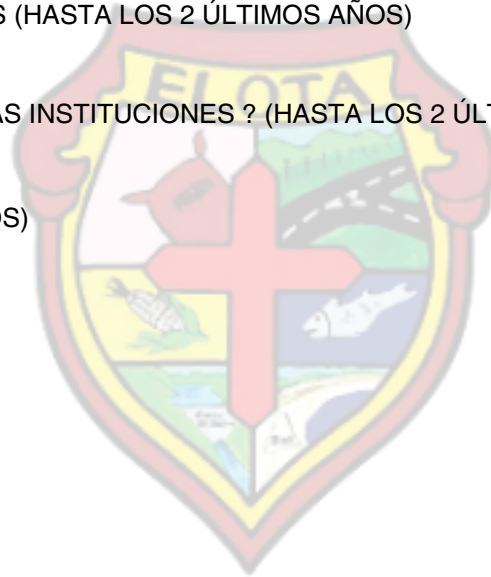 S (HASTA LOS 2 ÚLTIMOS AÑOS)
ELOTA
AS INSTITUCIONES ? (HASTA LOS 2 ÚLT
OS)